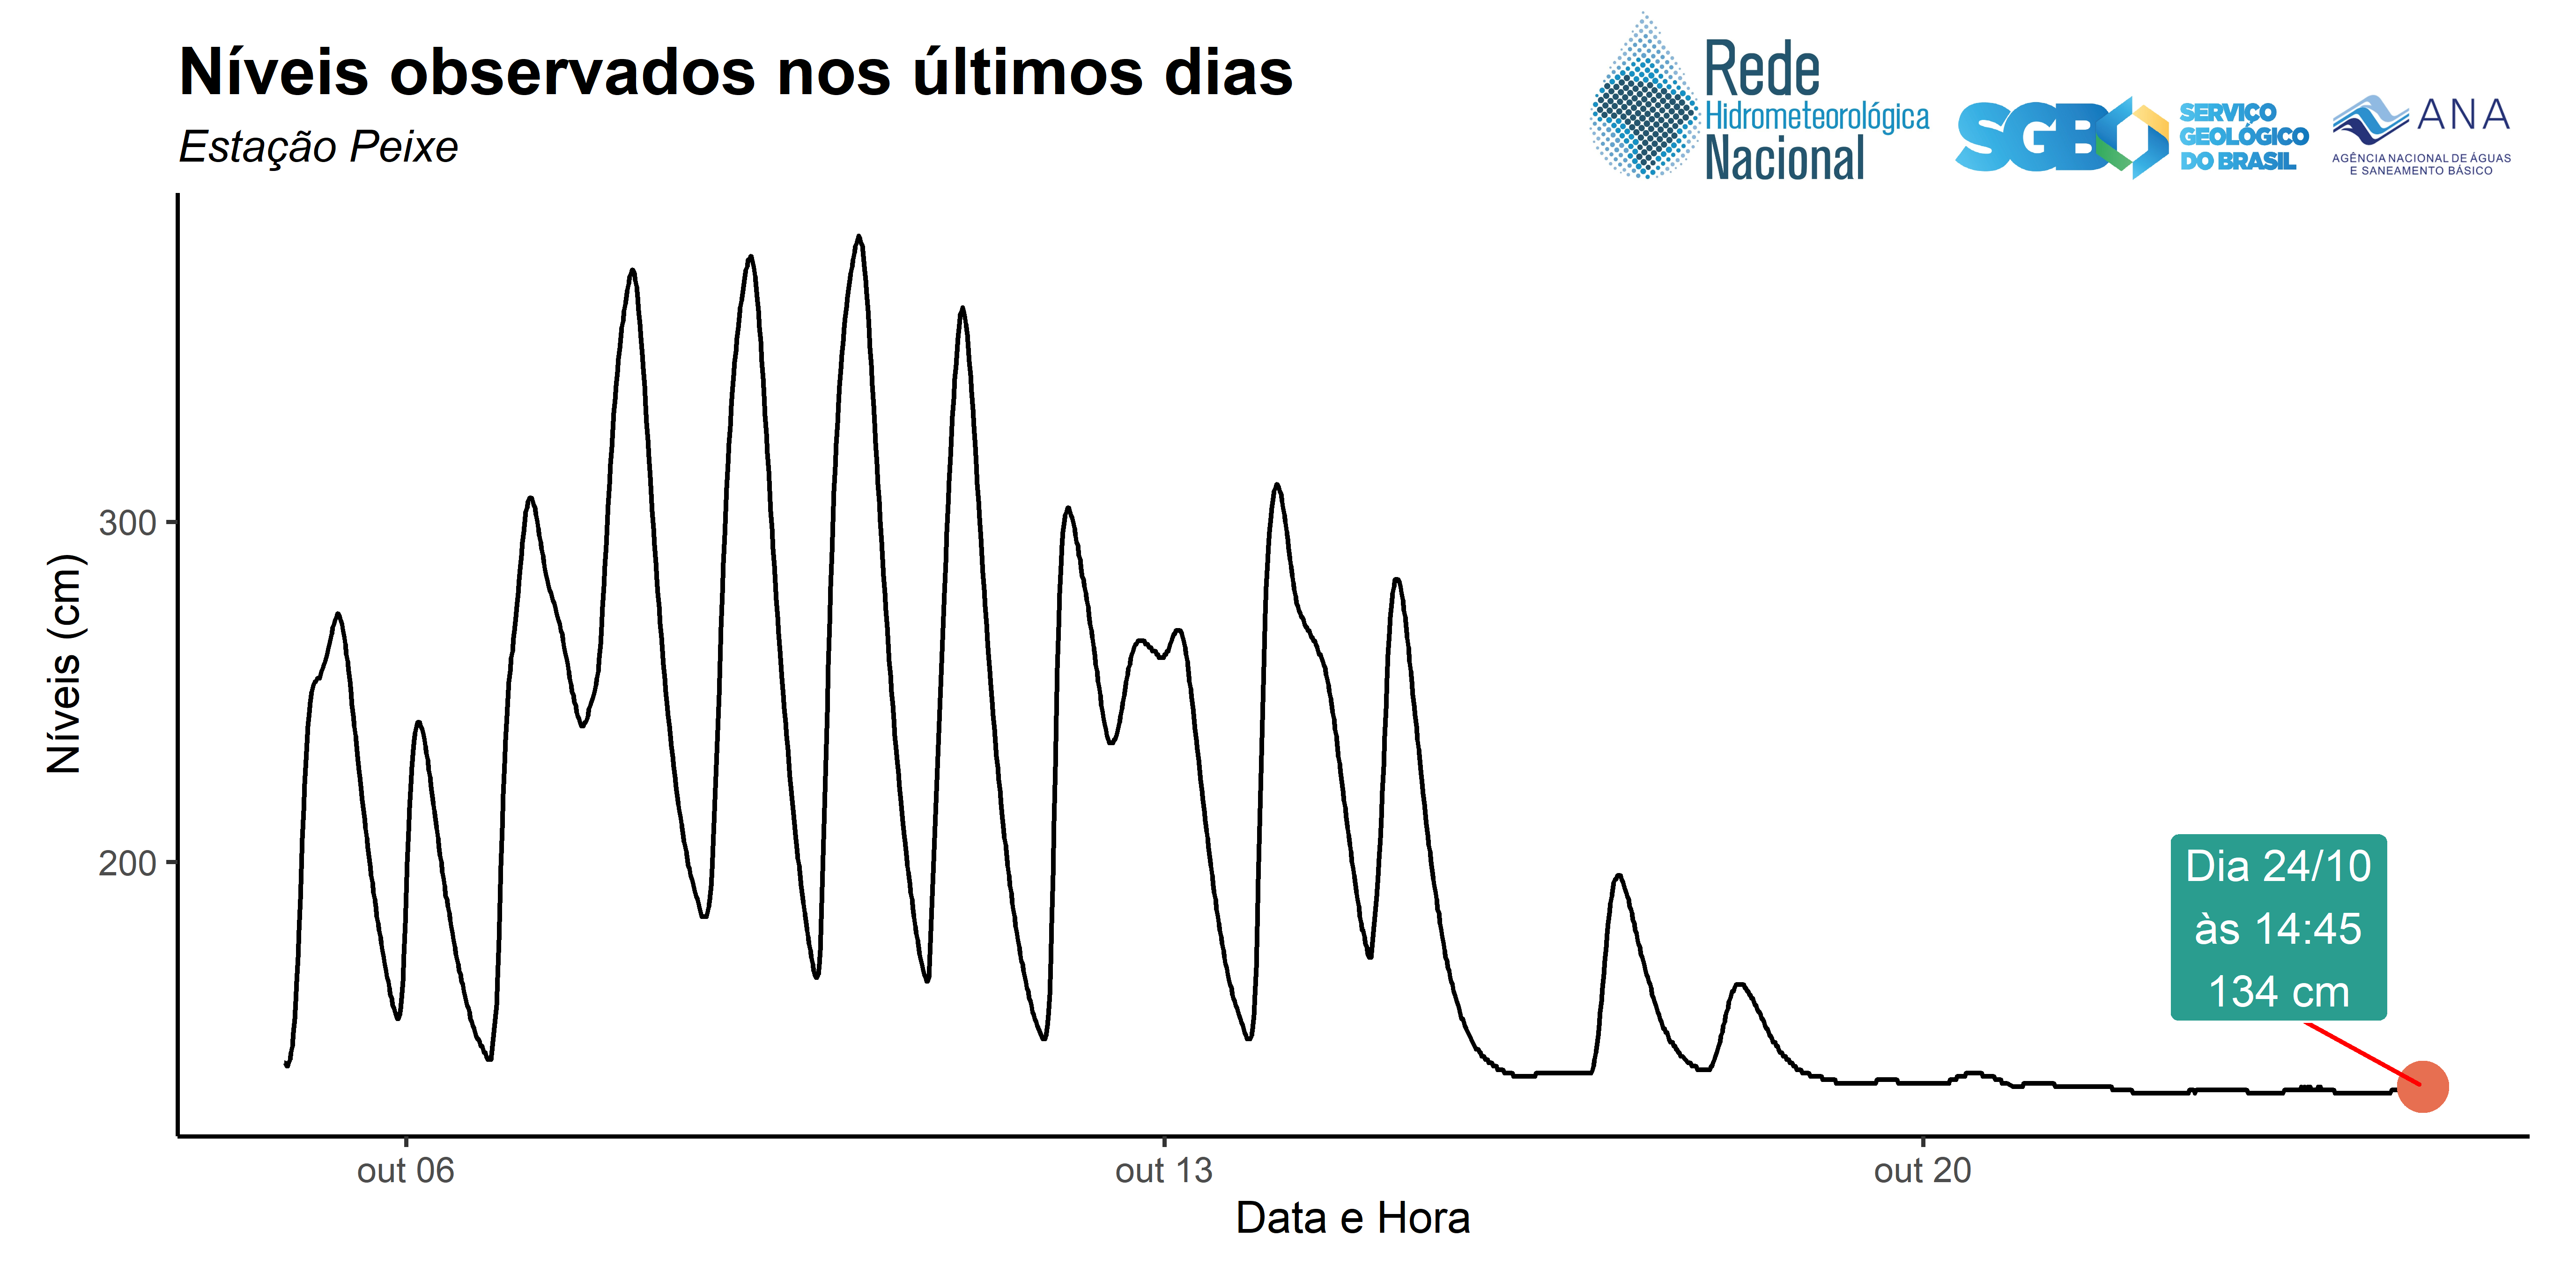 Níveis observados nos últimos dias
Estação Peixe
Rede
Hidrometeorológica
Nacional
SGB
SERVIÇO
GEOLÓGICO
DO BRASIL
ANA
AGÊNCIA NACIONAL DE ÁGUAS
E SANEAMENTO BÁSICO
Níveis (cm)
300
200
Dia 24/10
às 14:45
134 cm
out 06
out 13
out 20
Data e Hora